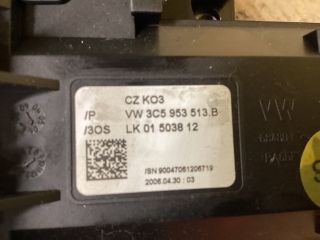 CZ KO3
/P VW 3C5 953 513.B
/3OS LK 01 5038 12
/SN 90047061206719
2006.04.30 : 03
VW